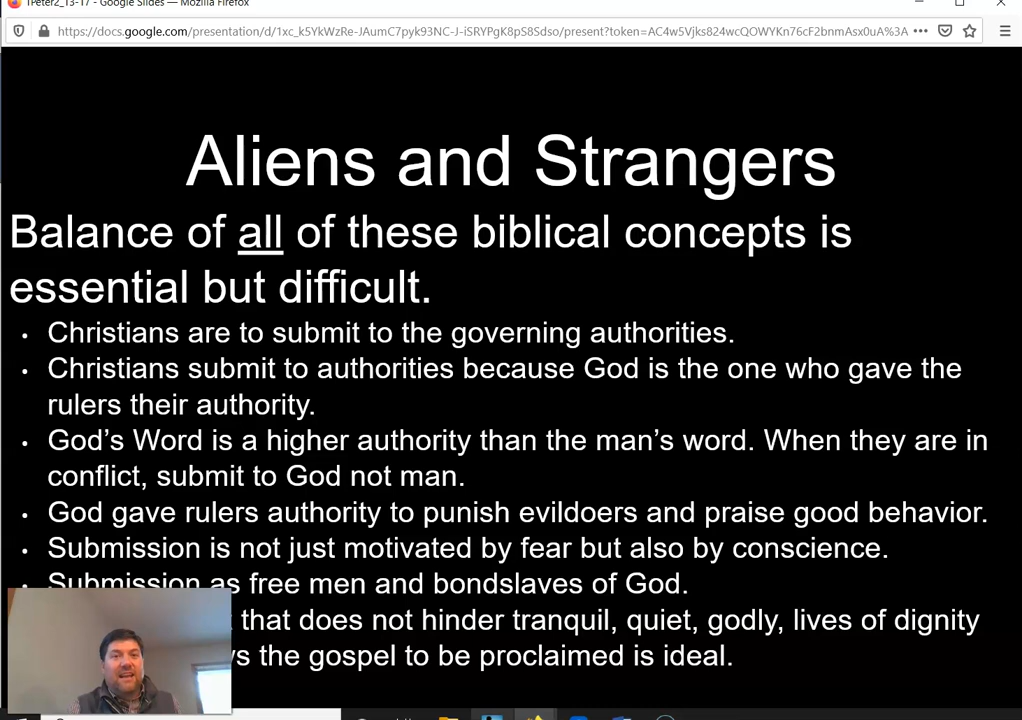 1Peter2_13-17 - Google Slides — Mozilla Firefox
https://docs.google.com/presentation/d/1xc_k5YkWzRe-JAumC7pyk93NC-J-iSRYPgK8pS8Sdso/present?token=AC4w5Vjks824wcQOWYKn76cF2bnmAsx0uA%3A
Aliens and Strangers
Balance of all of these biblical concepts is
essential but difficult.
• Christians are to submit to the governing authorities.
• Christians submit to authorities because God is the one who gave the
rulers their authority.
• God’s Word is a higher authority than the man’s word. When they are in
conflict, submit to God not man.
• God gave rulers authority to punish evildoers and praise good behavior.
• Submission is not just motivated by fear but also by conscience.
• Submission as free men and bondslaves of God.
that does not hinder tranquil, quiet, godly, lives of dignity
the gospel to be proclaimed is ideal.